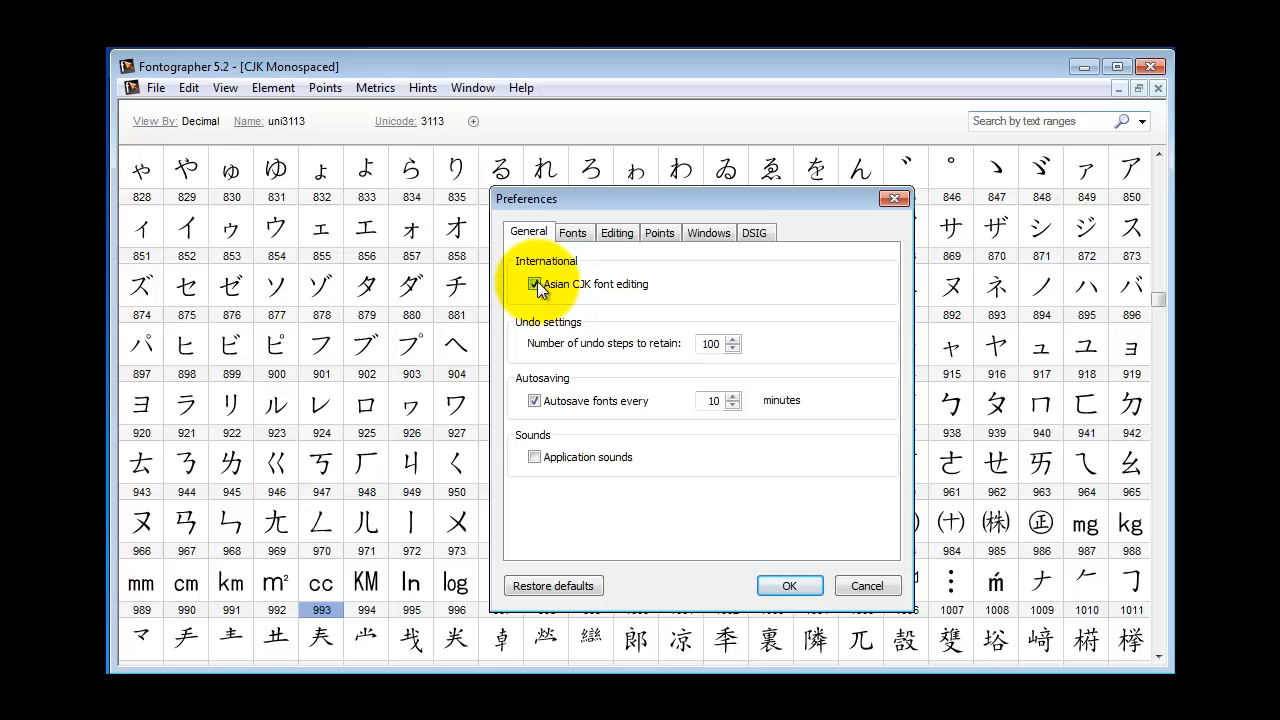 Fontographer 5.2 - [CJK Monospaced]
File Edit View Element Points Metrics Hints Window Help
View By: Decimal Name: uni3113 Unicode: 3113 Search by text ranges
ゃ や ゅ ゆ ょ よ ら り る れ ろ ゎ わ ゐ ゑ を ん ゛ ゜ ヽ ヾ ァ ア
828 829 830 831 832 833 834 835 846 847 848 849 850
ィ イ ゥ ウ ェ エ ォ オ サ ザ シ ジ ス
851 852 853 854 855 856 857 858 869 870 871 872 873
ズ セ ゼ ソ ゾ タ ダ チ ヌ ネ ノ ハ バ
874 875 876 877 878 879 880 881 892 893 894 895 896
パ ヒ ビ ピ フ ブ プ ヘ ャ ヤ ュ ユ ョ
897 898 899 900 901 902 903 904 915 916 917 918 919
ヨ ラ リ ル レ ロ ヮ ワ ㄅ ㄆ ㄇ ㄈ ㄉ
920 921 922 923 924 925 926 927 938 939 940 941 942
ㄊ ㄋ ㄌ ㄍ ㄎ ㄏ ㄐ ㄑ ㄜ ㄝ ㄞ ㄟ ㄠ
943 944 945 946 947 948 949 950 961 962 963 964 965
ㄡ ㄢ ㄣ ㄤ ㄥ ㄦ ㄧ ㄨ ㈩ ㈱ ㊣ mg kg
966 967 968 969 970 971 972 973 984 985 986 987 988
mm cm km m² cc KM ln log
989 990 991 992 993 994 995 996 1007 1008 1009 1010 1011
郎 凉 季 裏 隣 兀 嗀
Preferences
General Fonts Editing Points Windows DSIG
International
Asian CJK font editing
Undo settings
Number of undo steps to retain: 100
Autosaving
Autosave fonts every 10 minutes
Sounds
Application sounds
Restore defaults OK Cancel